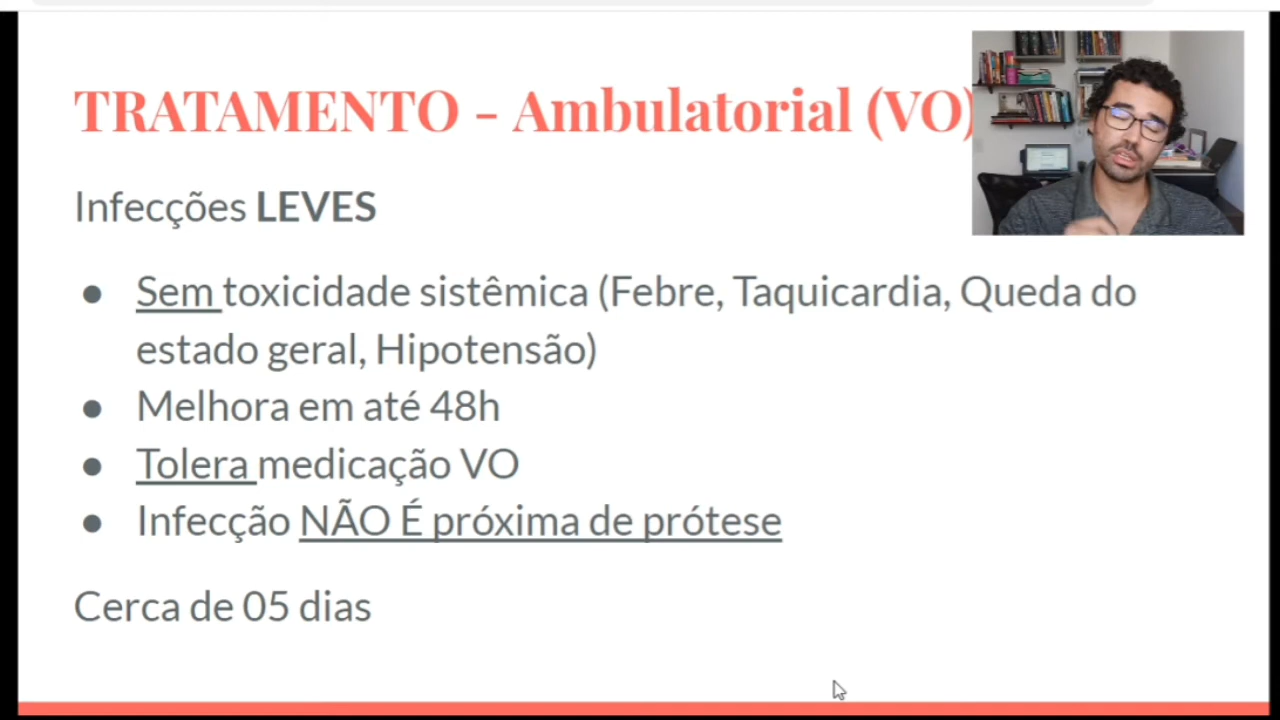 TRATAMENTO - Ambulatorial (VO)
Infecções LEVES
● Sem toxicidade sistêmica (Febre, Taquicardia, Queda do
estado geral, Hipotensão)
● Melhora em até 48h
● Tolera medicação VO
● Infecção NÃO É próxima de prótese
Cerca de 05 dias